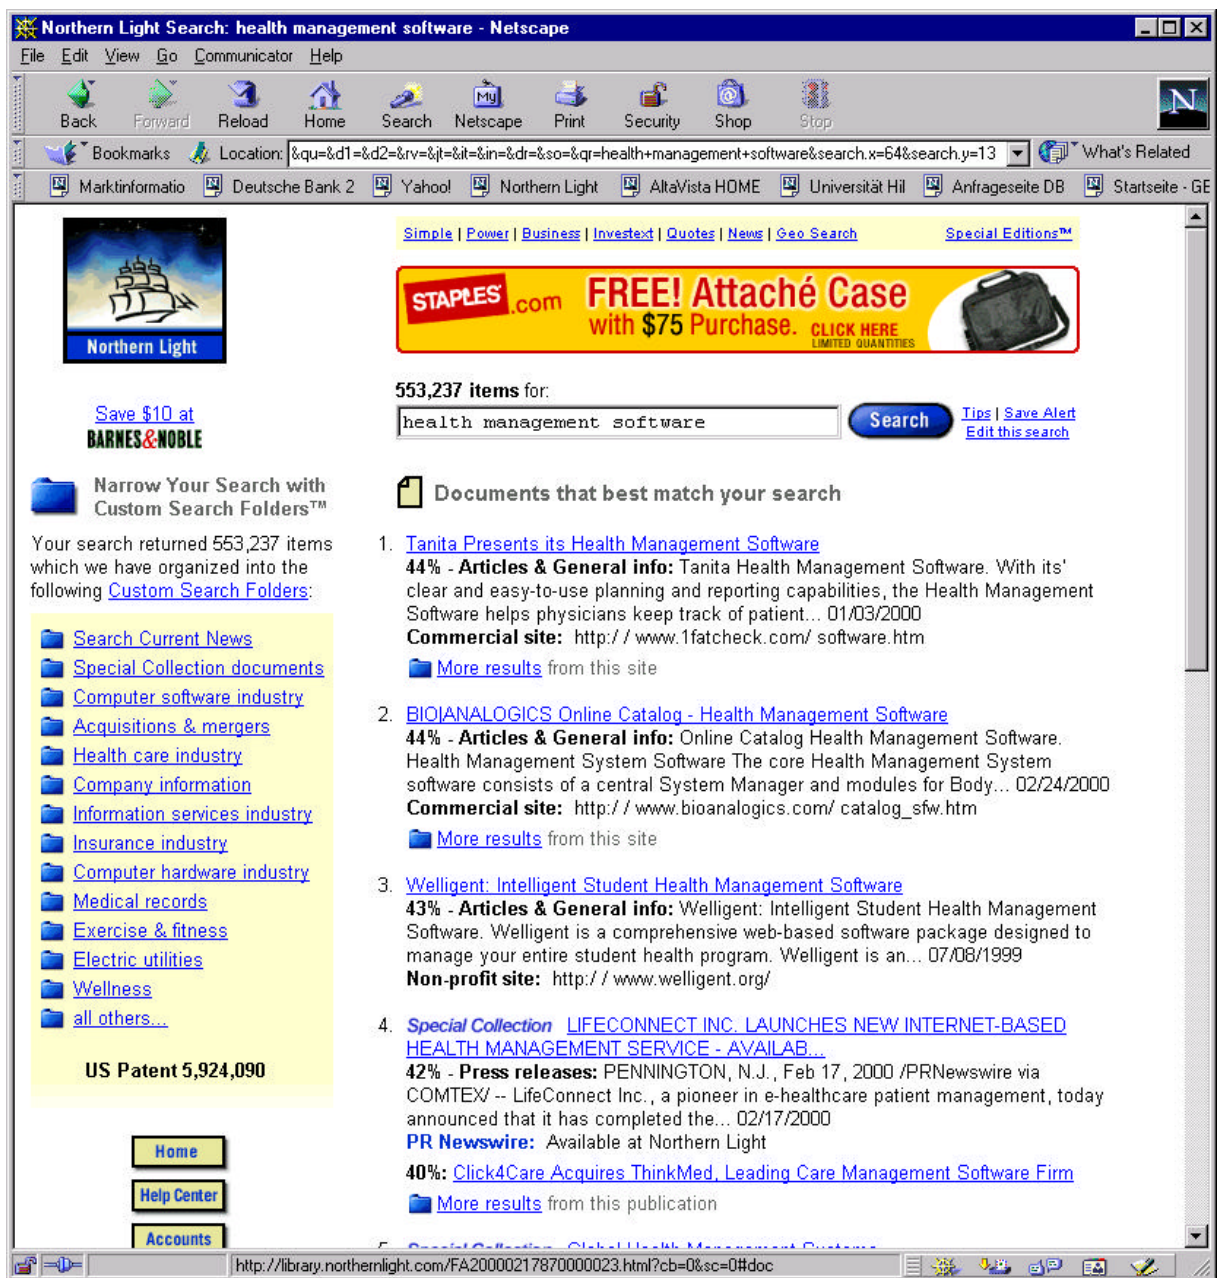 Northern Light Search: health management software - Netscape
File Edit View Go Communicator Help
Back Forward Reload Home Search Netscape Print Security Shop Stop
My
N
Bookmarks Location: &qu=&d1=&d2=&rv=&jt=&it=&in=&dr=&so=&qr=health+management+software&search.x=64&search.y=13 What's Related
Marktinformatio Deutsche Bank 2 Yahoo! Northern Light AltaVista HOME Universität Hil Anfrageseite DB Startseite - GE
Northern Light
Simple | Power | Business | Investext | Quotes | News | Geo Search Special Editions™
STAPLES.com FREE! Attaché Case
with $75 Purchase. CLICK HERE
LIMITED QUANTITIES
Save $10 at
BARNES&NOBLE
553,237 items for:
health management software Search Tips | Save Alert
Edit this search
Narrow Your Search with
Custom Search Folders™
Your search returned 553,237 items
which we have organized into the
following Custom Search Folders:
Search Current News
Special Collection documents
Computer software industry
Acquisitions & mergers
Health care industry
Company information
Information services industry
Insurance industry
Computer hardware industry
Medical records
Exercise & fitness
Electric utilities
Wellness
all others...
US Patent 5,924,090
Home
Help Center
Accounts
Documents that best match your search
1. Tanita Presents its Health Management Software
44% - Articles & General info: Tanita Health Management Software. With its'
clear and easy-to-use planning and reporting capabilities, the Health Management
Software helps physicians keep track of patient... 01/03/2000
Commercial site: http:/ / www.1fatcheck.com/ software.htm
More results from this site
2. BIO|ANALOGICS Online Catalog - Health Management Software
44% - Articles & General info: Online Catalog Health Management Software.
Health Management System Software The core Health Management System
software consists of a central System Manager and modules for Body... 02/24/2000
Commercial site: http:/ / www.bioanalogics.com/ catalog_sfw.htm
More results from this site
3. Welligent: Intelligent Student Health Management Software
43% - Articles & General info: Welligent: Intelligent Student Health Management
Software. Welligent is a comprehensive web-based software package designed to
manage your entire student health program. Welligent is an... 07/08/1999
Non-profit site: http:/ / www.welligent.org/
4. Special Collection LIFECONNECT INC. LAUNCHES NEW INTERNET-BASED
HEALTH MANAGEMENT SERVICE - AVAILAB...
42% - Press releases: PENNINGTON, N.J., Feb 17, 2000 /PRNewswire via
COMTEX/ -- LifeConnect Inc., a pioneer in e-healthcare patient management, today
announced that it has completed the... 02/17/2000
PR Newswire: Available at Northern Light
40%: Click4Care Acquires ThinkMed, Leading Care Management Software Firm
More results from this publication
5. Special Collection Global Health Management Systems
http://library.northernlight.com/FA20000217870000023.html?cb=0&sc=0#doc